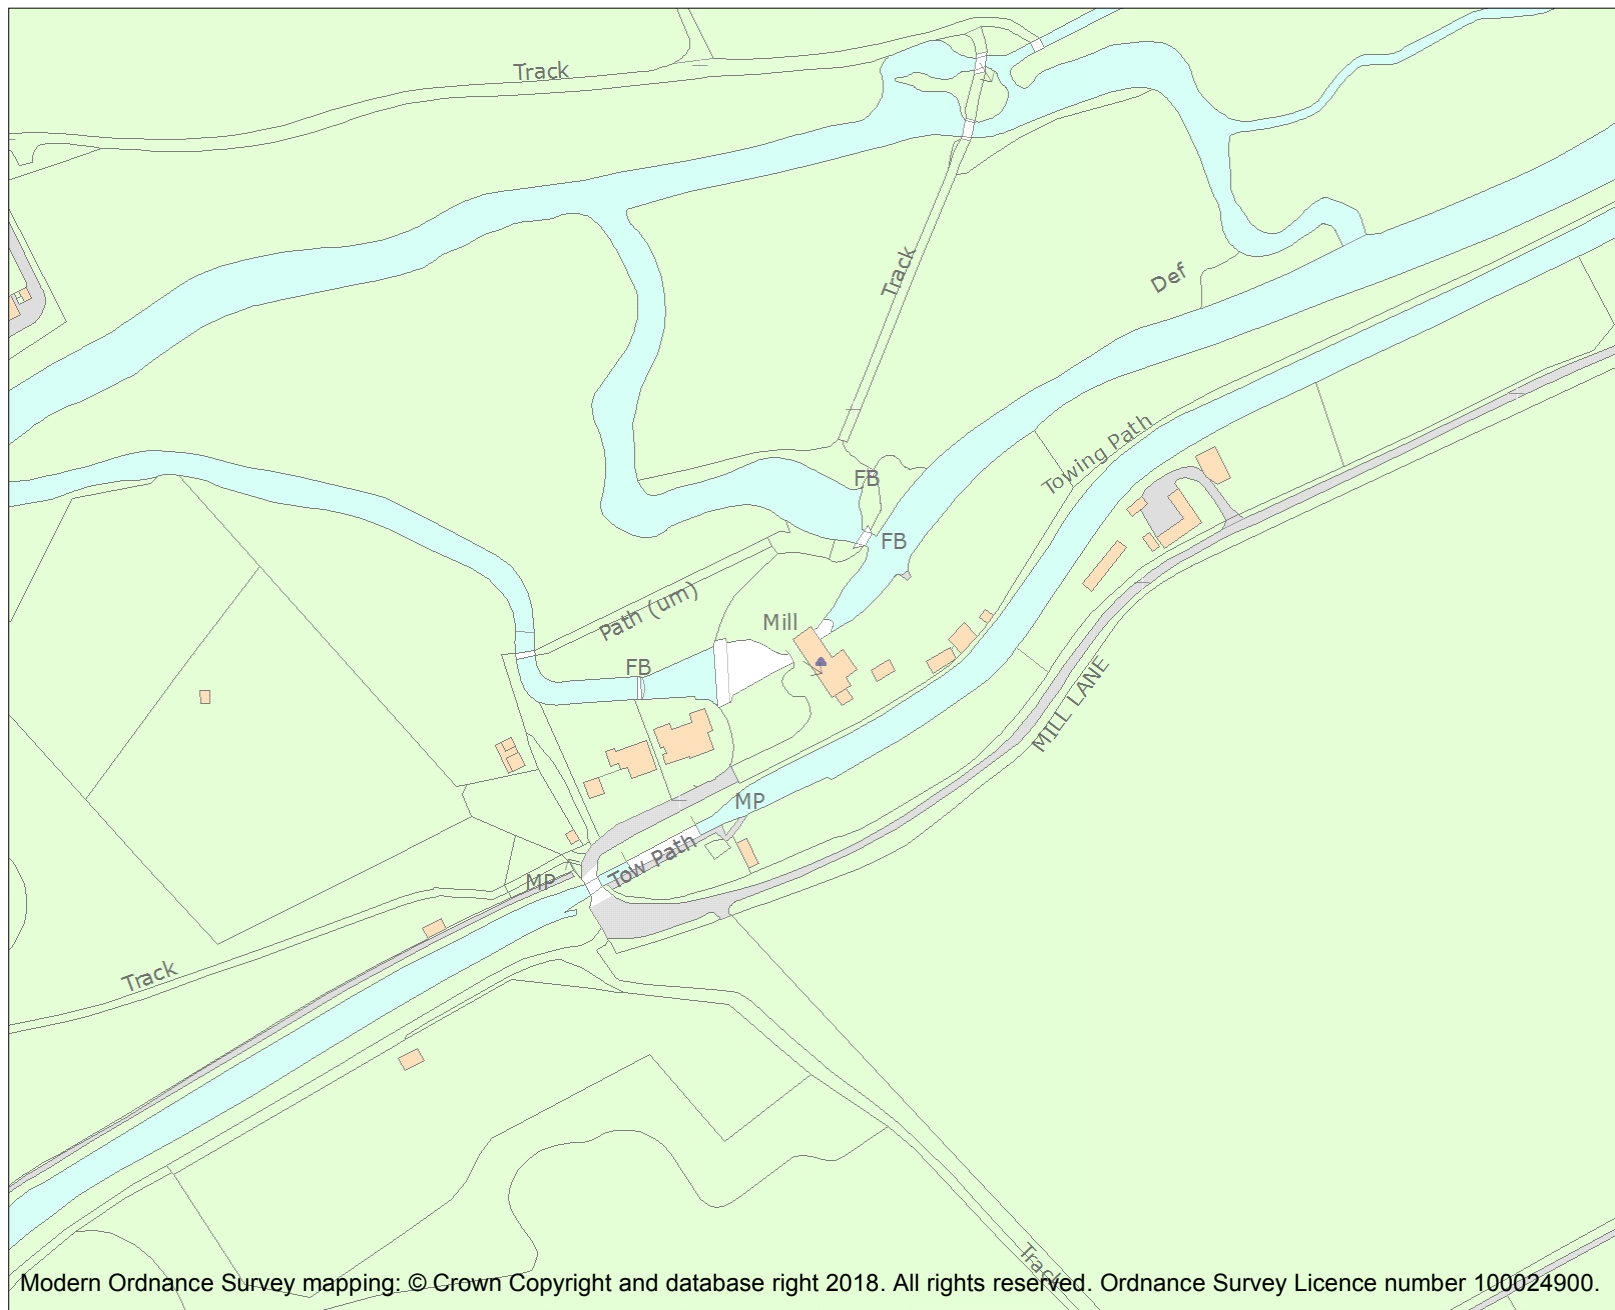 Track
Track
Def
Towing Path
FB
FB
Path (um)
Mill
FB
MILL LANE
MP
Tow Path
MP
Track
Track
Modern Ordnance Survey mapping: © Crown Copyright and database right 2018. All rights reserved. Ordnance Survey Licence number 100024900.